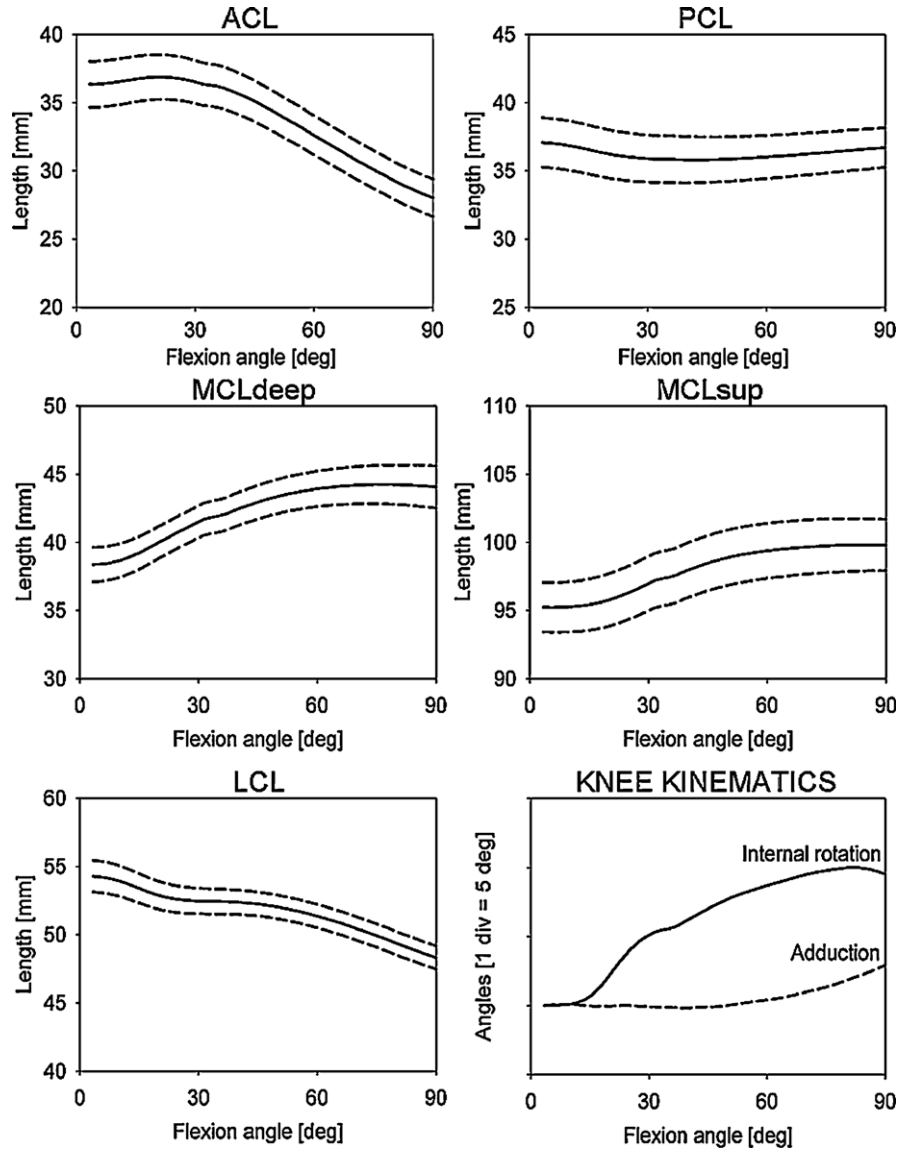 ACL
Length [mm]
40
35
30
25
20
0 30 60 90
Flexion angle [deg]
PCL
Length [mm]
45
40
35
30
25
0 30 60 90
Flexion angle [deg]
MCLdeep
Length [mm]
50
45
40
35
30
0 30 60 90
Flexion angle [deg]
MCLsup
Length [mm]
110
105
100
95
90
0 30 60 90
Flexion angle [deg]
LCL
Length [mm]
60
55
50
45
40
0 30 60 90
Flexion angle [deg]
KNEE KINEMATICS
Angles [1 div = 5 deg]
Internal rotation
Adduction
0 30 60 90
Flexion angle [deg]